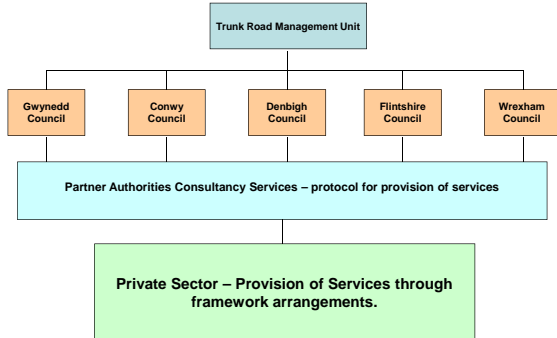 Trunk Road Management Unit
Gwynedd
Council
Conwy
Council
Denbigh
Council
Flintshire
Council
Wrexham
Council
Partner Authorities Consultancy Services – protocol for provision of services
Private Sector – Provision of Services through
framework arrangements.